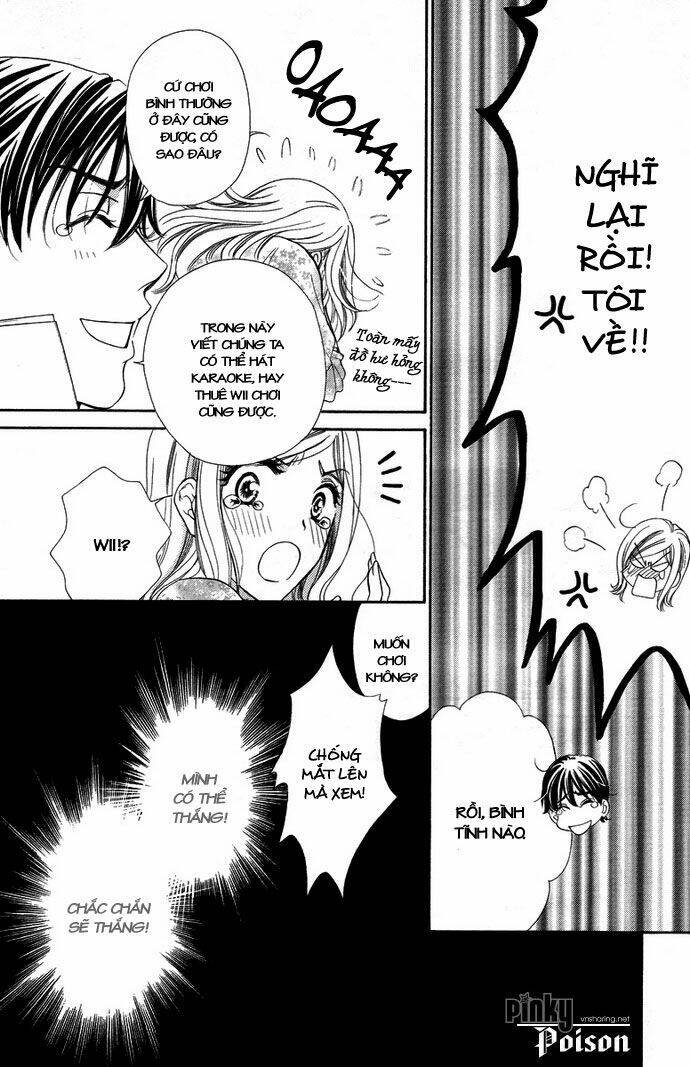 NGHĨ
LẠI
RỒI!
TÔI
VỀ!!
RỒI, BÌNH
TĨNH NÀO.
OAOAAA
CỨ CHƠI
BÌNH THƯỜNG
Ở ĐÂY CŨNG
ĐƯỢC, CÓ
SAO ĐÂU?
Toàn mấy
đồ hư hỏng
không---
TRONG NÀY
VIẾT CHÚNG TA
CÓ THỂ HÁT
KARAOKE, HAY
THUÊ WII CHƠI
CŨNG ĐƯỢC.
WII!?
MUỐN
CHƠI
KHÔNG?
CHỐNG
MẮT LÊN
MÀ XEM!
MÌNH
CÓ THỂ
THẮNG!
CHẮC CHẮN
SẼ THẮNG!
pinky
vnsharing.net
Poison